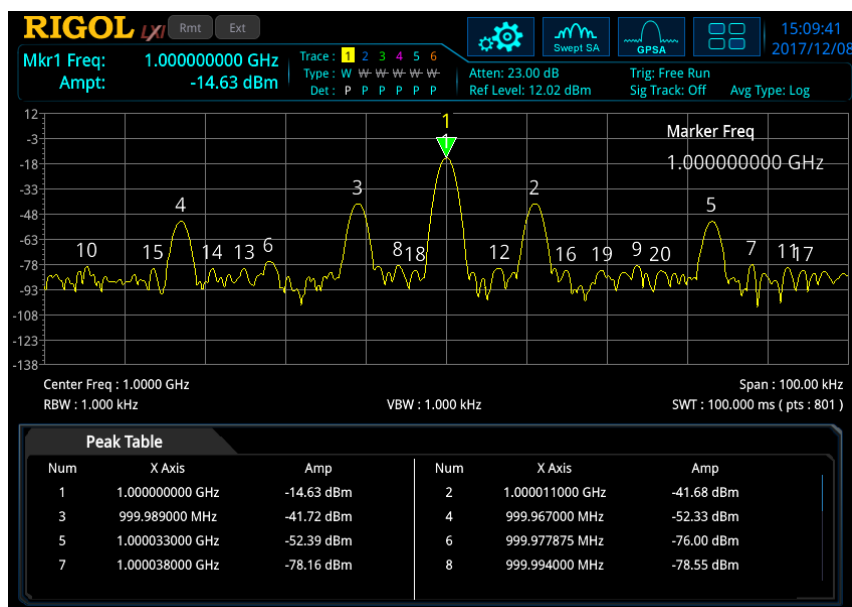 RIGOL LXI Rmt Ext
Swept SA GPSA 15:09:41
2017/12/08
Mkr1 Freq: 1.000000000 GHz
Ampt: -14.63 dBm
Trace: 1 2 3 4 5 6
Type: W W W W W W
Det: P P P P P P
Atten: 23.00 dB Trig: Free Run
Ref Level: 12.02 dBm Sig Track: Off Avg Type: Log
Marker Freq
1.000000000 GHz
12
-3
-18
-33
-48
-63
-78
-93
-108
-123
-138
1
1
3 2
4 5
10 15 14 13 6 8 18 12 16 19 9 20 7 11 17
Center Freq : 1.0000 GHz Span : 100.00 kHz
RBW : 1.000 kHz VBW : 1.000 kHz SWT : 100.000 ms ( pts : 801 )
Peak Table
Num X Axis Amp Num X Axis Amp
1 1.000000000 GHz -14.63 dBm 2 1.000011000 GHz -41.68 dBm
3 999.989000 MHz -41.72 dBm 4 999.967000 MHz -52.33 dBm
5 1.000033000 GHz -52.39 dBm 6 999.977875 MHz -76.00 dBm
7 1.000038000 GHz -78.16 dBm 8 999.994000 MHz -78.55 dBm